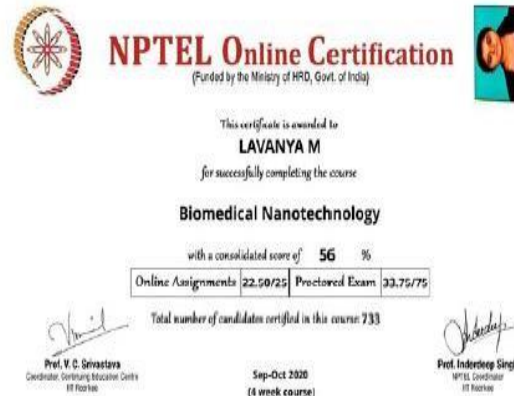 NPTEL Online Certification
(Funded by the Ministry of HRD, Govt. of India)
This certificate is awarded to
LAVANYA M
for successfully completing the course
Biomedical Nanotechnology
with a consolidated score of 56 %
Online Assignments 22.50/25 Proctored Exam 33.75/75
Total number of candidates certified in this course: 733
Prof. V. C. Srivastava
Coordinator, Continuing Education Centre
IIT Roorkee
Sep-Oct 2020
(4 week course)
Prof. Inderdeep Singh
NPTEL Coordinator
IIT Roorkee